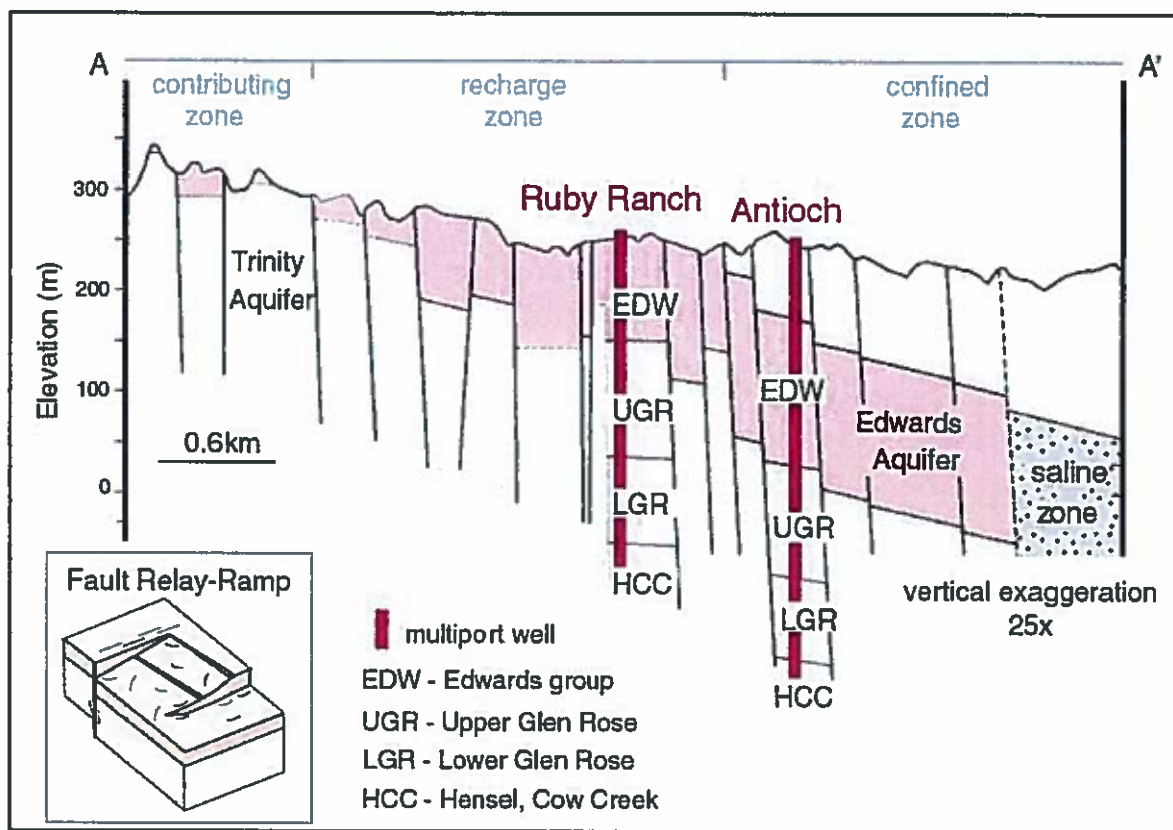 A
A'
contributing
zone
recharge
zone
confined
zone
Elevation (m)
300
200
100
0
Ruby Ranch
Antioch
Trinity
Aquifer
EDW
UGR
LGR
HCC
EDW
UGR
LGR
HCC
Edwards
Aquifer
saline
zone
0.6km
vertical exaggeration
25x
Fault Relay-Ramp
multiport well
EDW - Edwards group
UGR - Upper Glen Rose
LGR - Lower Glen Rose
HCC - Hensel, Cow Creek